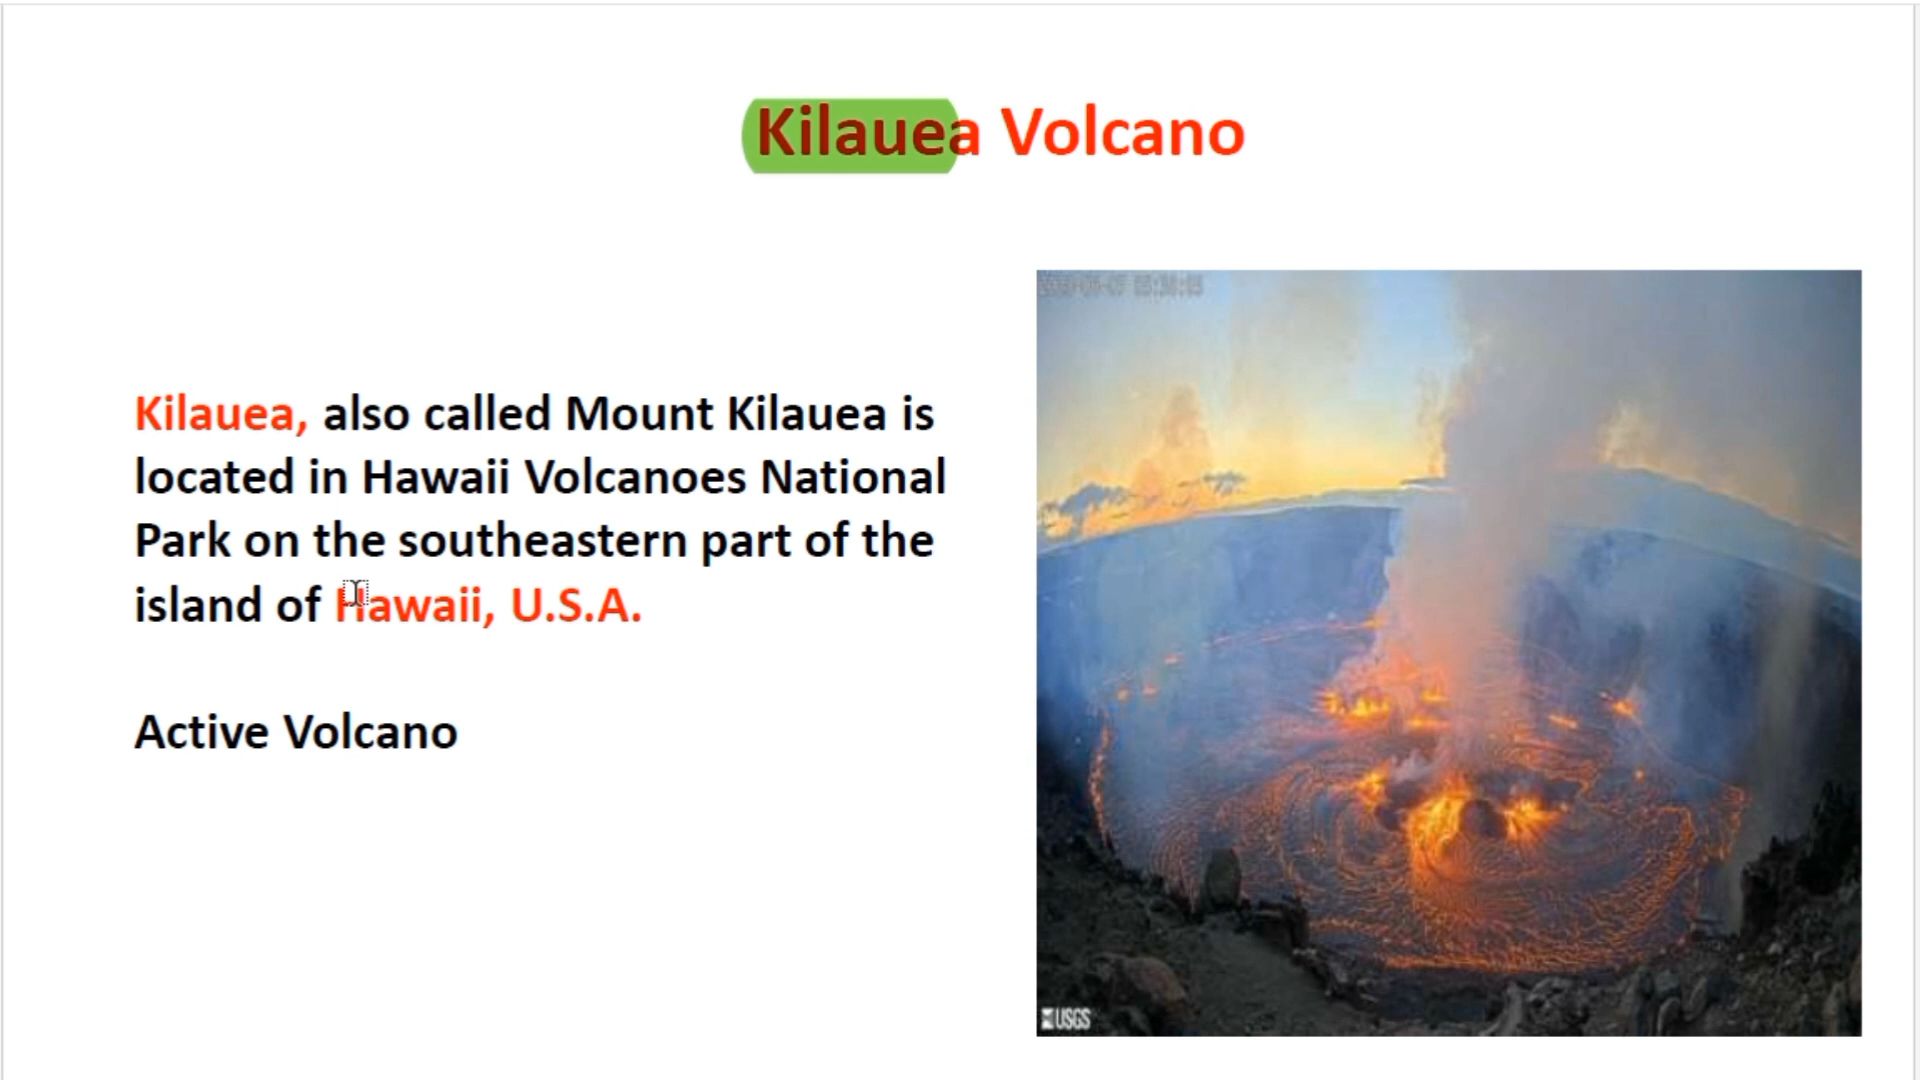 Kilauea Volcano
Kilauea, also called Mount Kilauea is
located in Hawaii Volcanoes National
Park on the southeastern part of the
island of Hawaii, U.S.A.
Active Volcano
USGS